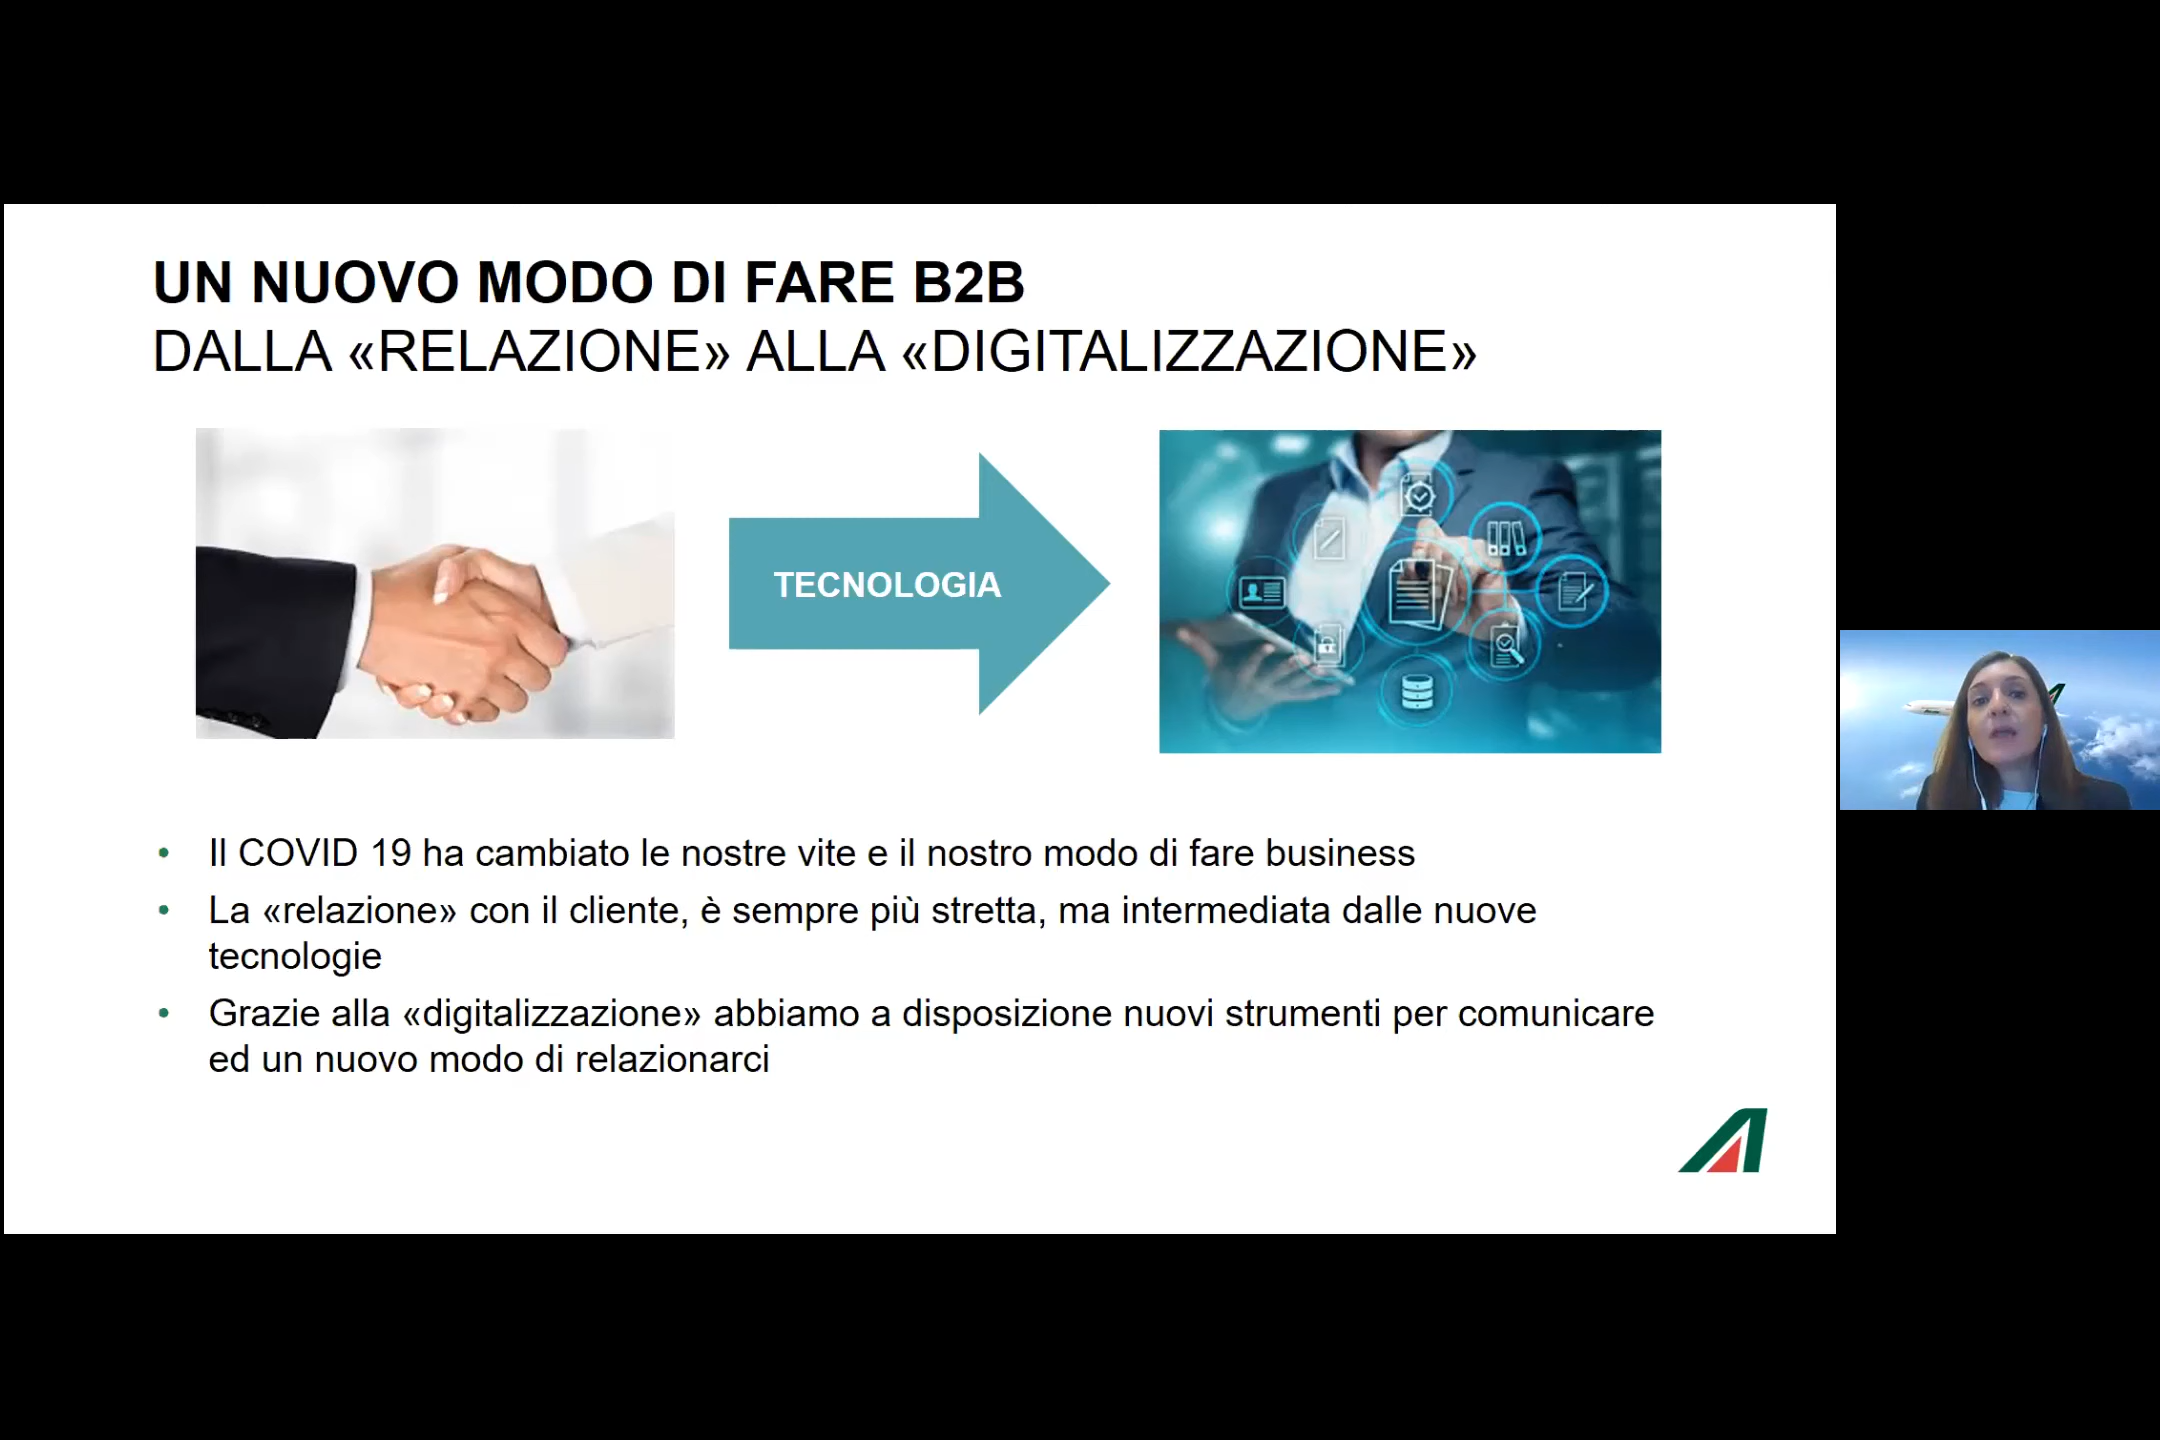 UN NUOVO MODO DI FARE B2B
DALLA «RELAZIONE» ALLA «DIGITALIZZAZIONE»
TECNOLOGIA
• Il COVID 19 ha cambiato le nostre vite e il nostro modo di fare business
• La «relazione» con il cliente, è sempre più stretta, ma intermediata dalle nuove
tecnologie
• Grazie alla «digitalizzazione» abbiamo a disposizione nuovi strumenti per comunicare
ed un nuovo modo di relazionarci